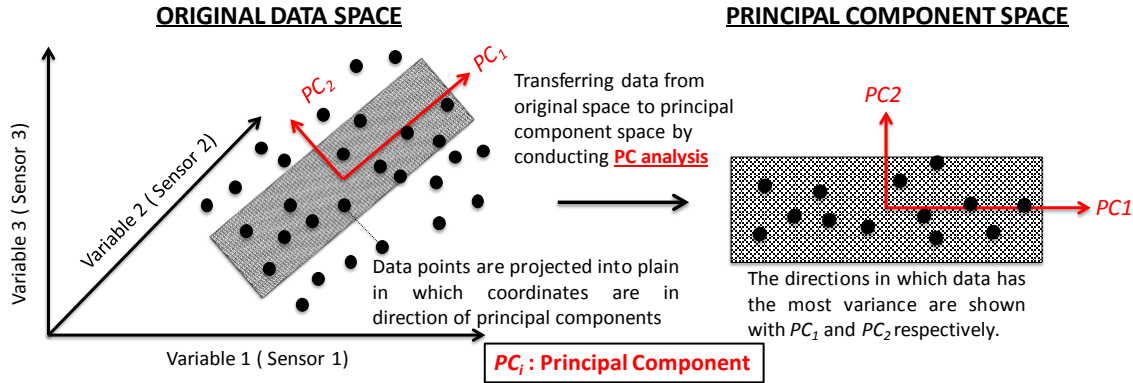 ORIGINAL DATA SPACE
Variable 3 ( Sensor 3)
Variable 2 ( Sensor 2)
Variable 1 ( Sensor 1)
PC2
PC1
Data points are projected into plain
in which coordinates are in
direction of principal components
Transferring data from
original space to principal
component space by
conducting PC analysis
PCi : Principal Component
PRINCIPAL COMPONENT SPACE
PC2
PC1
The directions in which data has
the most variance are shown
with PC1 and PC2 respectively.